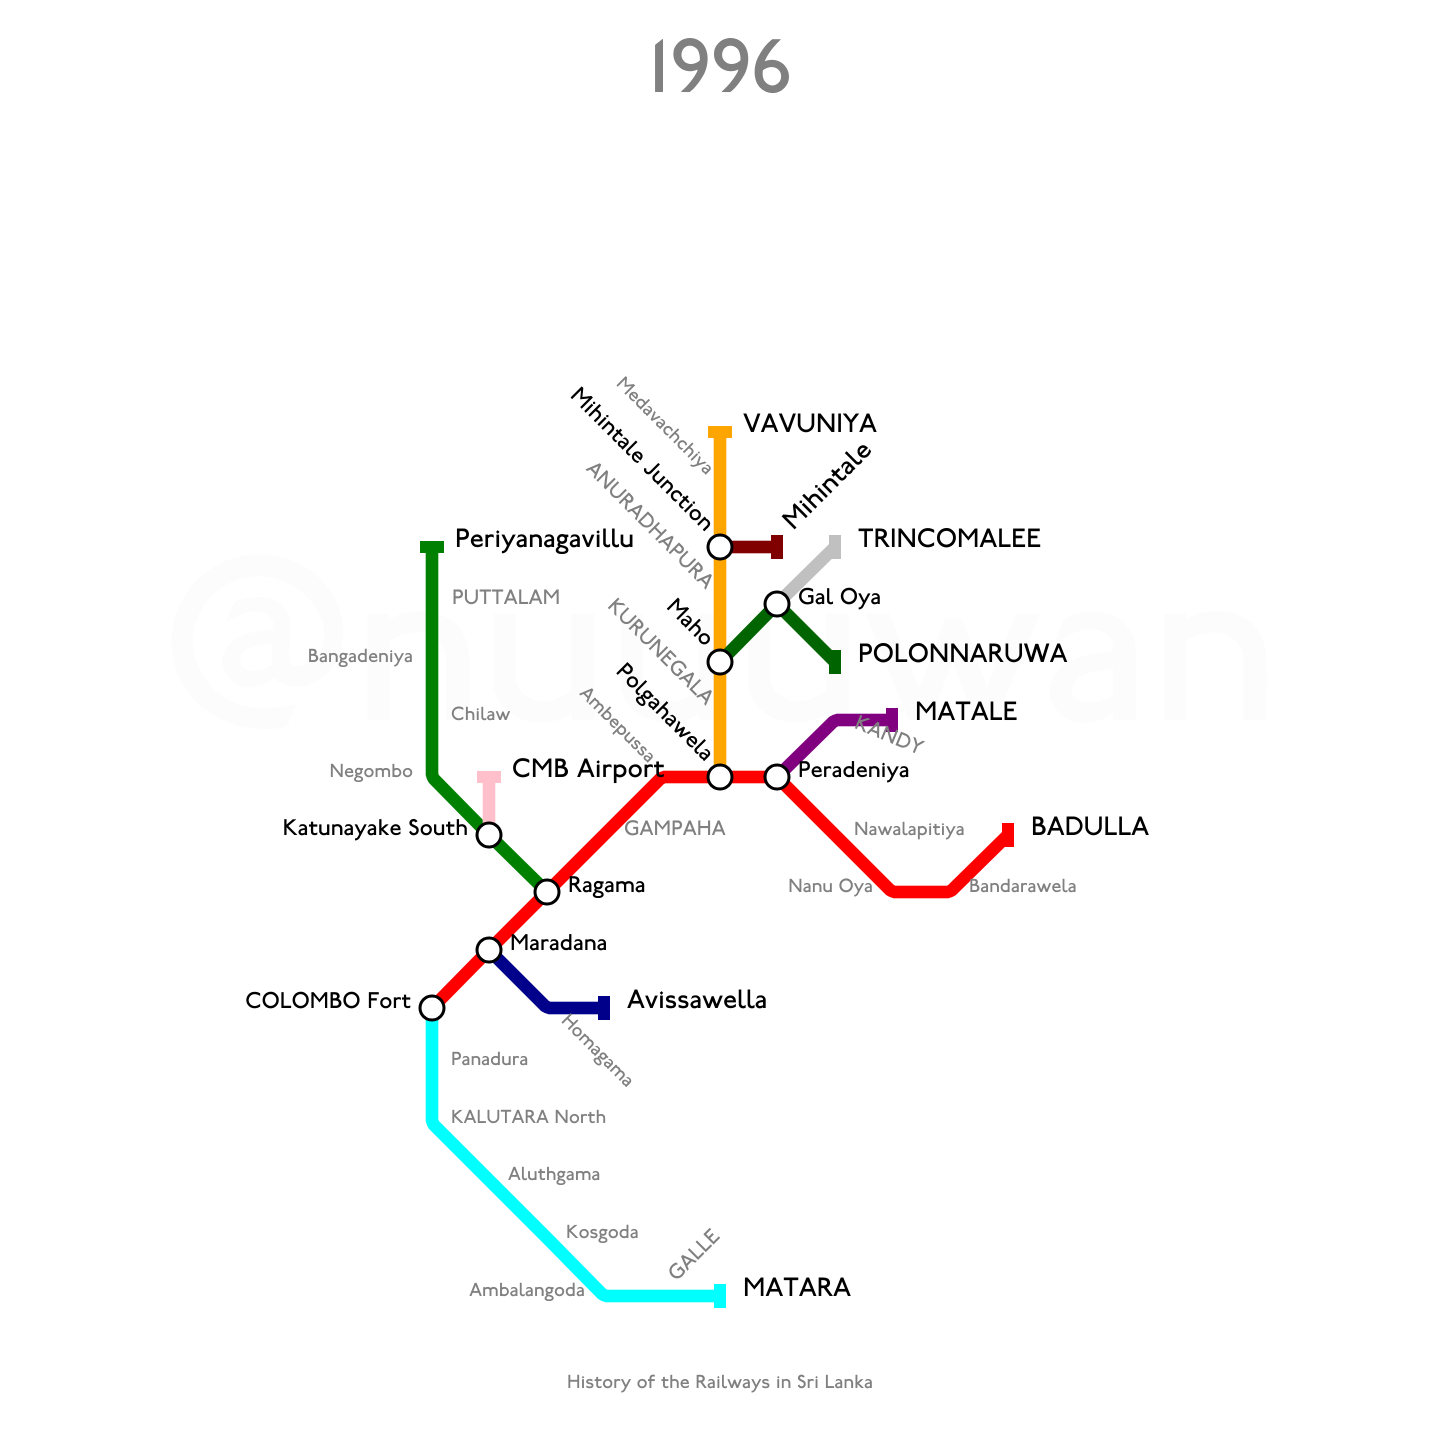 1996
Medavachchiya
VAVUNIYA
Mihintale Junction
Mihintale
ANURADHAPURA
Periyanagavillu
TRINCOMALEE
PUTTALAM
Gal Oya
Maho
KURUNEGALA
Bangadeniya
POLONNARUWA
Polgahawela
Ambepussa
Chilaw
MATALE
KANDY
Negombo
CMB Airport
Peradeniya
Katunayake South
GAMPAHA
Nawalapitiya
BADULLA
Ragama
Nanu Oya
Bandarawela
Maradana
COLOMBO Fort
Avissawella
Homagama
Panadura
KALUTARA North
Aluthgama
Kosgoda
GALLE
Ambalangoda
MATARA
History of the Railways in Sri Lanka